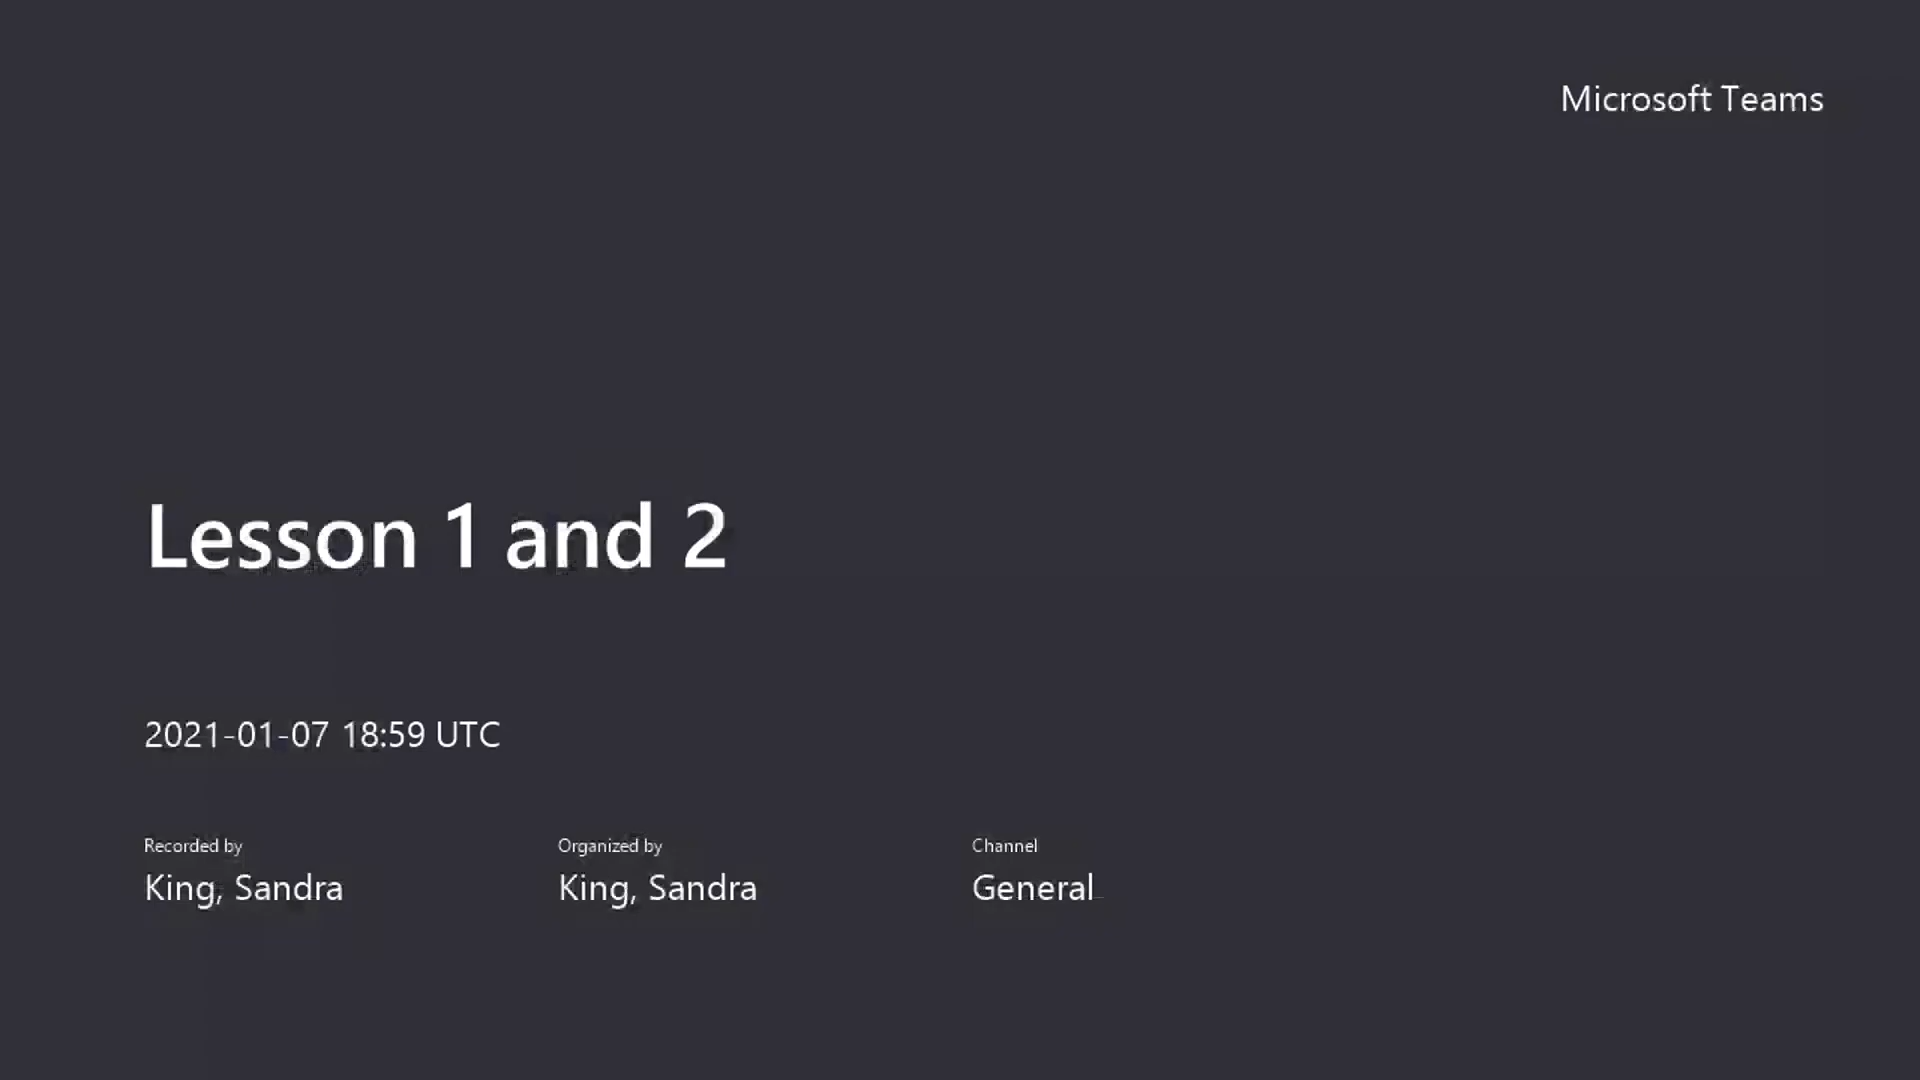 Microsoft Teams
Lesson 1 and 2
2021-01-07 18:59 UTC
Recorded by
King, Sandra
Organized by
King, Sandra
Channel
General